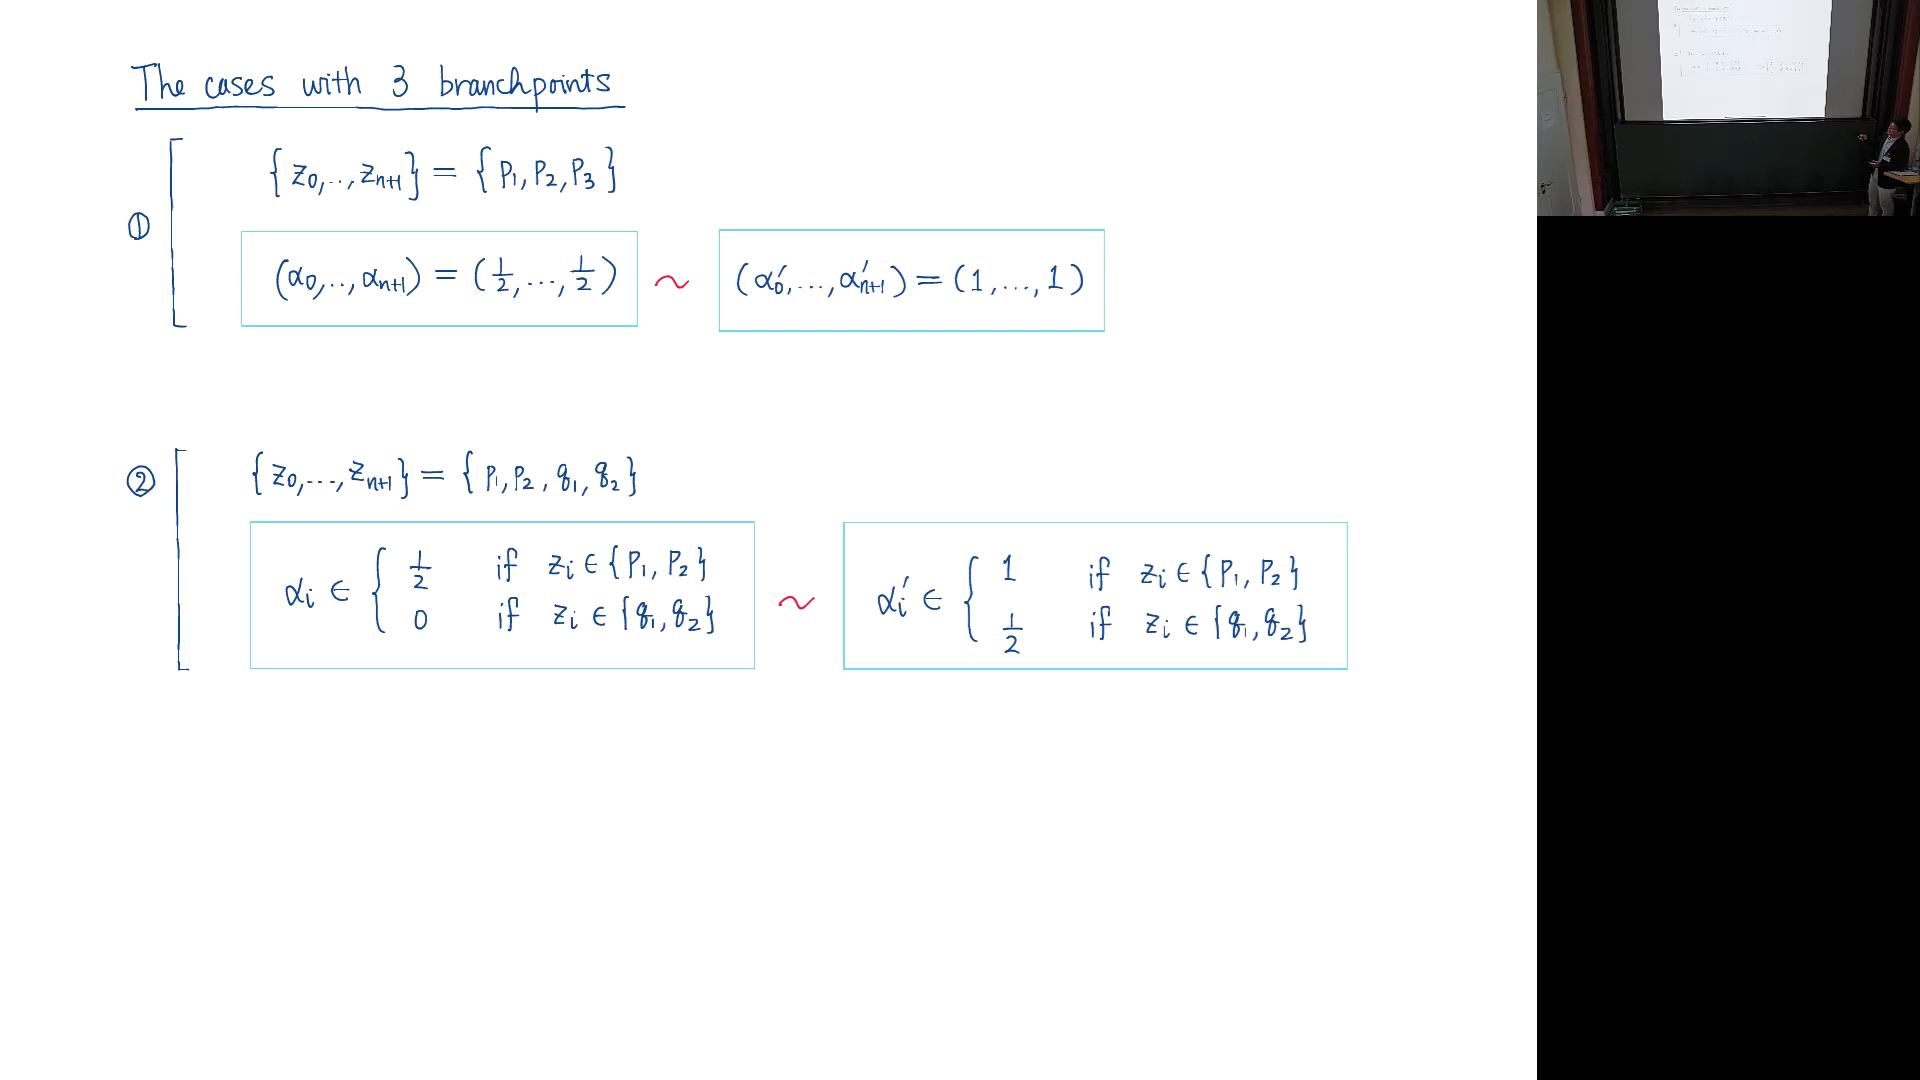 The cases with 3 branchpoints
① {z₀,..,zₙ₊₁} = {p₁, p₂, p₃}
(α₀,..,αₙ₊₁) = (1/2,...,1/2) ~ (α₀′,...,α′ₙ₊₁) = (1,...,1)
② {z₀,...,zₙ₊₁} = {p₁, p₂, q₁, q₂}
αᵢ ∈ { 1/2 if zᵢ ∈ {p₁, p₂}
0 if zᵢ ∈ {q₁, q₂}
~
αᵢ′ ∈ { 1 if zᵢ ∈ {p₁, p₂}
1/2 if zᵢ ∈ {q₁, q₂}